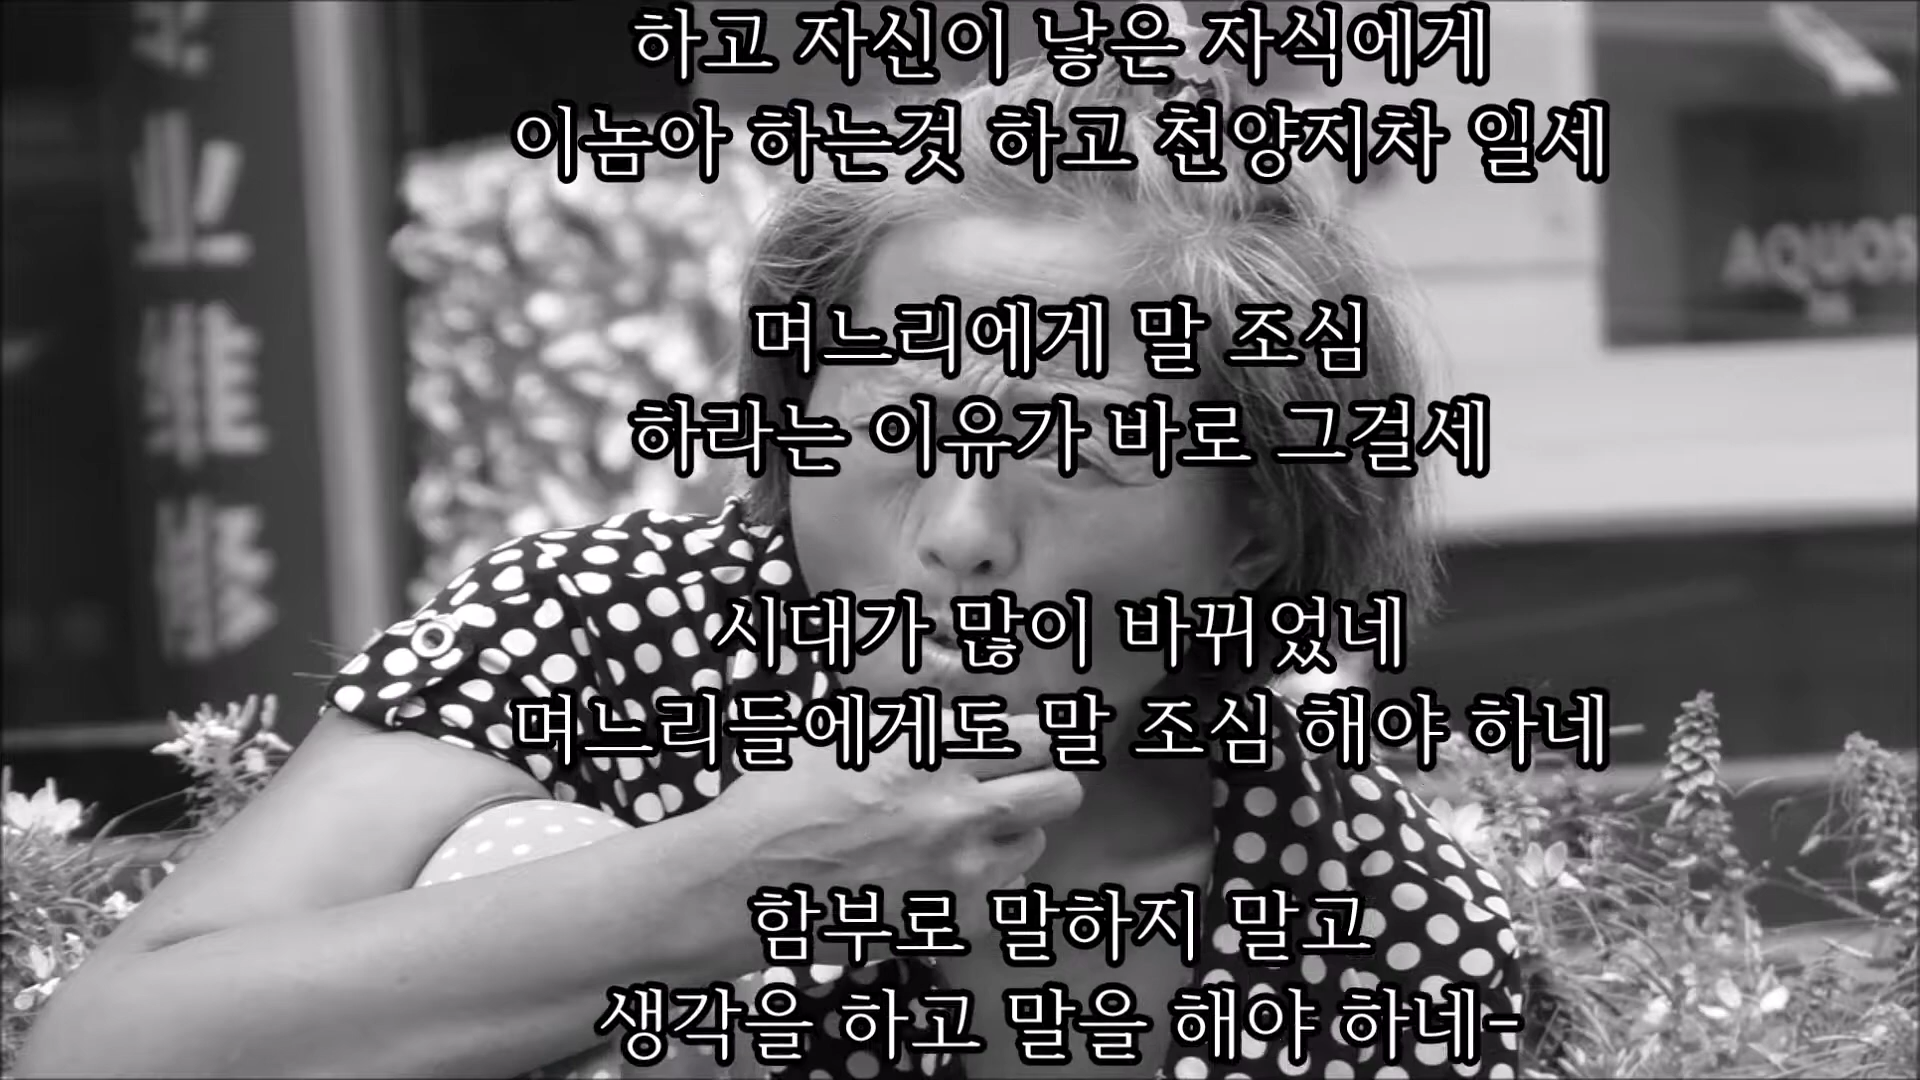 하고 자신이 낳은 자식에게
이놈아 하는것 하고 천양지차 일세
며느리에게 말 조심
하라는 이유가 바로 그걸세
시대가 많이 바뀌었네
며느리들에게도 말 조심 해야 하네
함부로 말하지 말고
생각을 하고 말을 해야 하네-
AQUOS